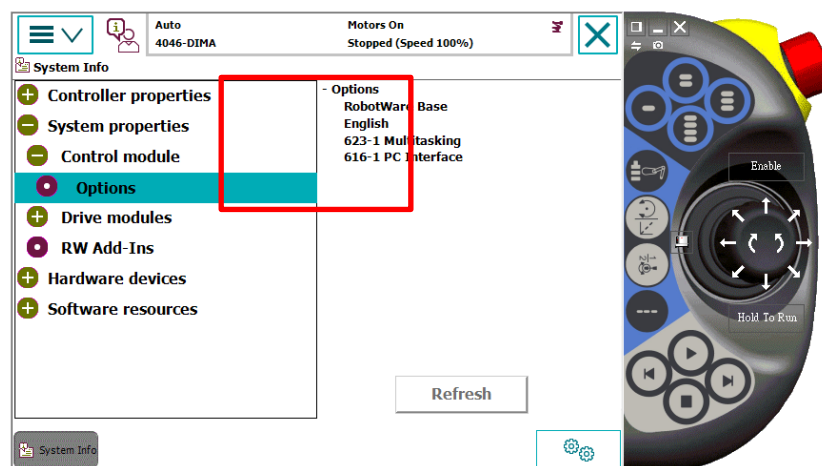 Auto
4046-DIMA
Motors On
Stopped (Speed 100%)
System Info
Controller properties
System properties
Control module
Options
Drive modules
RW Add-Ins
Hardware devices
Software resources
- Options
RobotWare Base
English
623-1 Multitasking
616-1 PC Interface
Refresh
System Info
Enable
Hold To Run